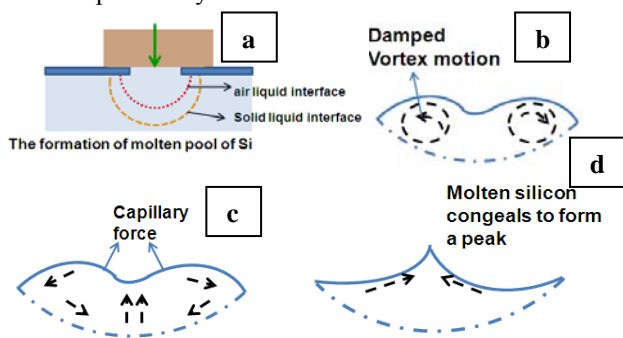 a
air liquid interface
Solid liquid interface
The formation of molten pool of Si
b
Damped
Vortex motion
c
Capillary
force
d
Molten silicon
congeals to form
a peak